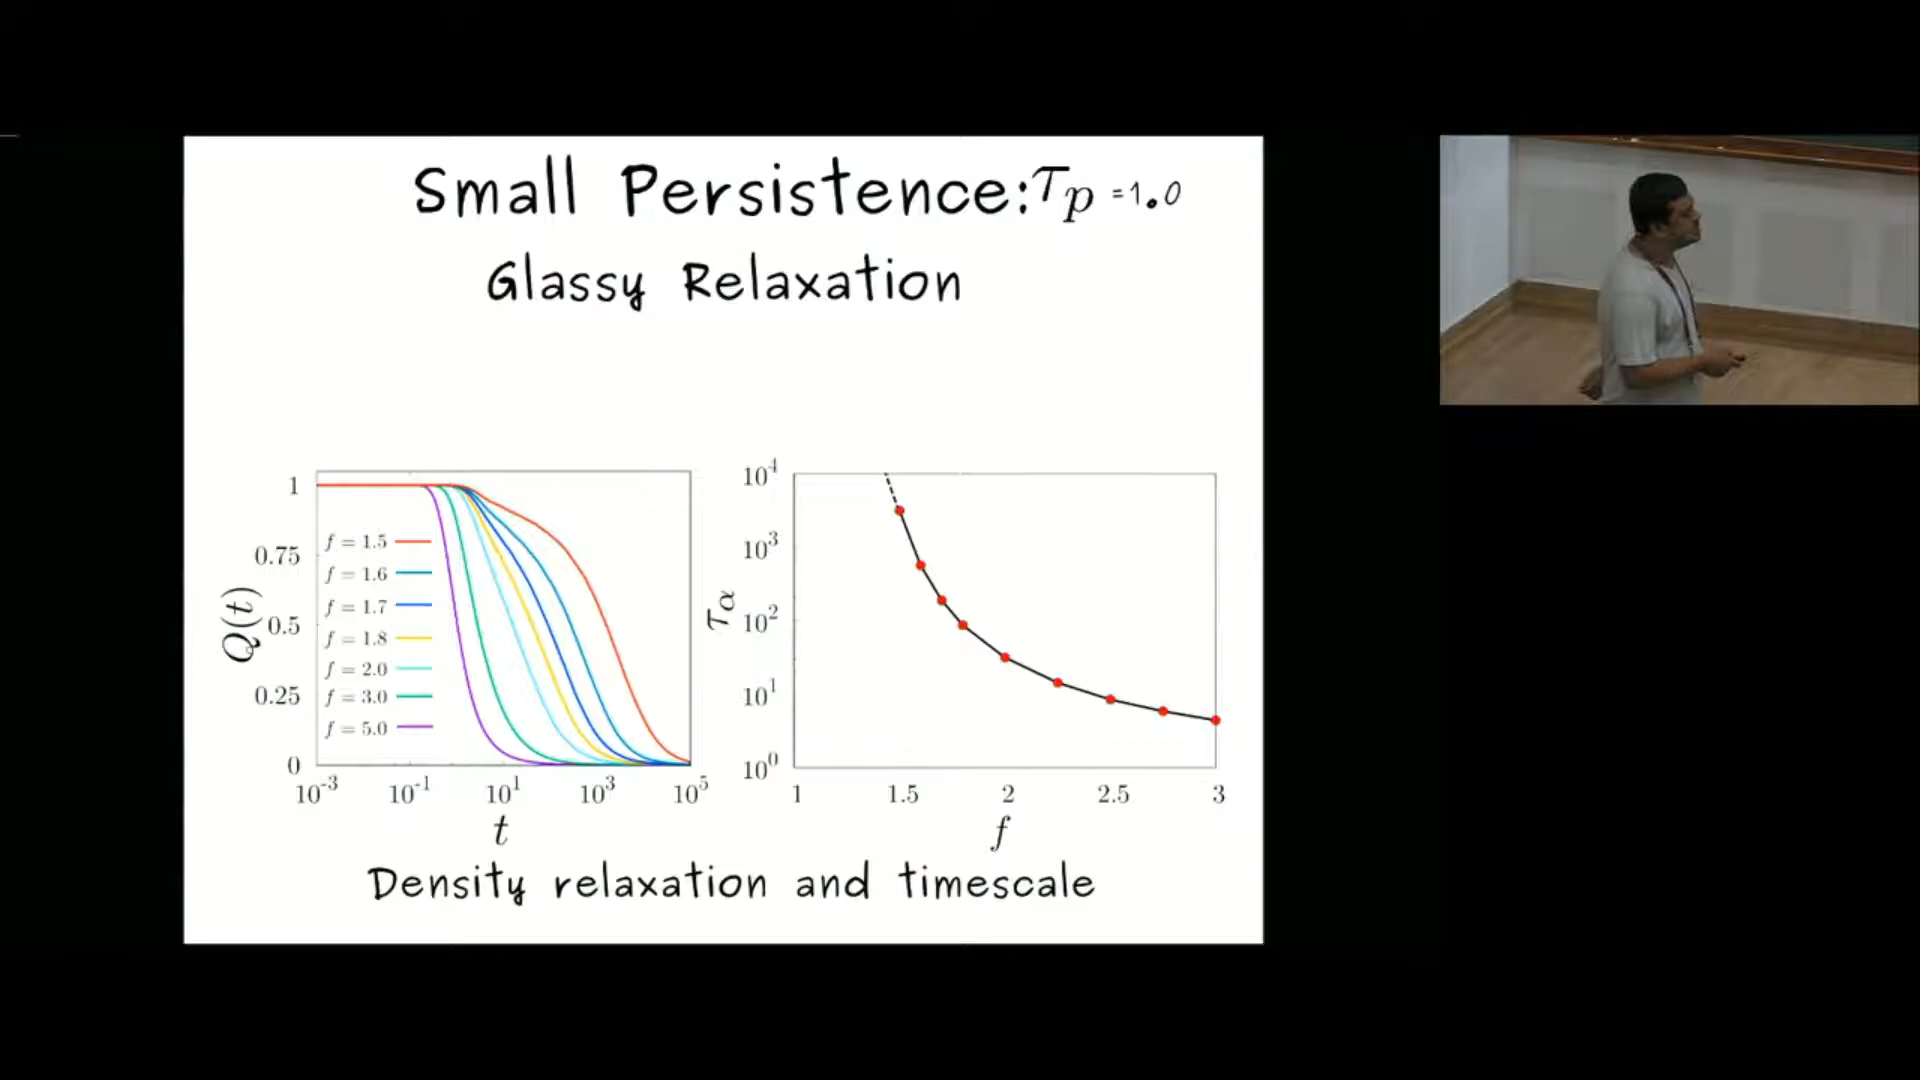 Small Persistence: τp = 1.0
Glassy Relaxation
1
0.75
0.5
0.25
0
Q(t)
f = 1.5
f = 1.6
f = 1.7
f = 1.8
f = 2.0
f = 3.0
f = 5.0
10^-3 10^-1 10^1 10^3 10^5
t
10^4
10^3
10^2
10^1
10^0
τα
1 1.5 2 2.5 3
f
Density relaxation and timescale